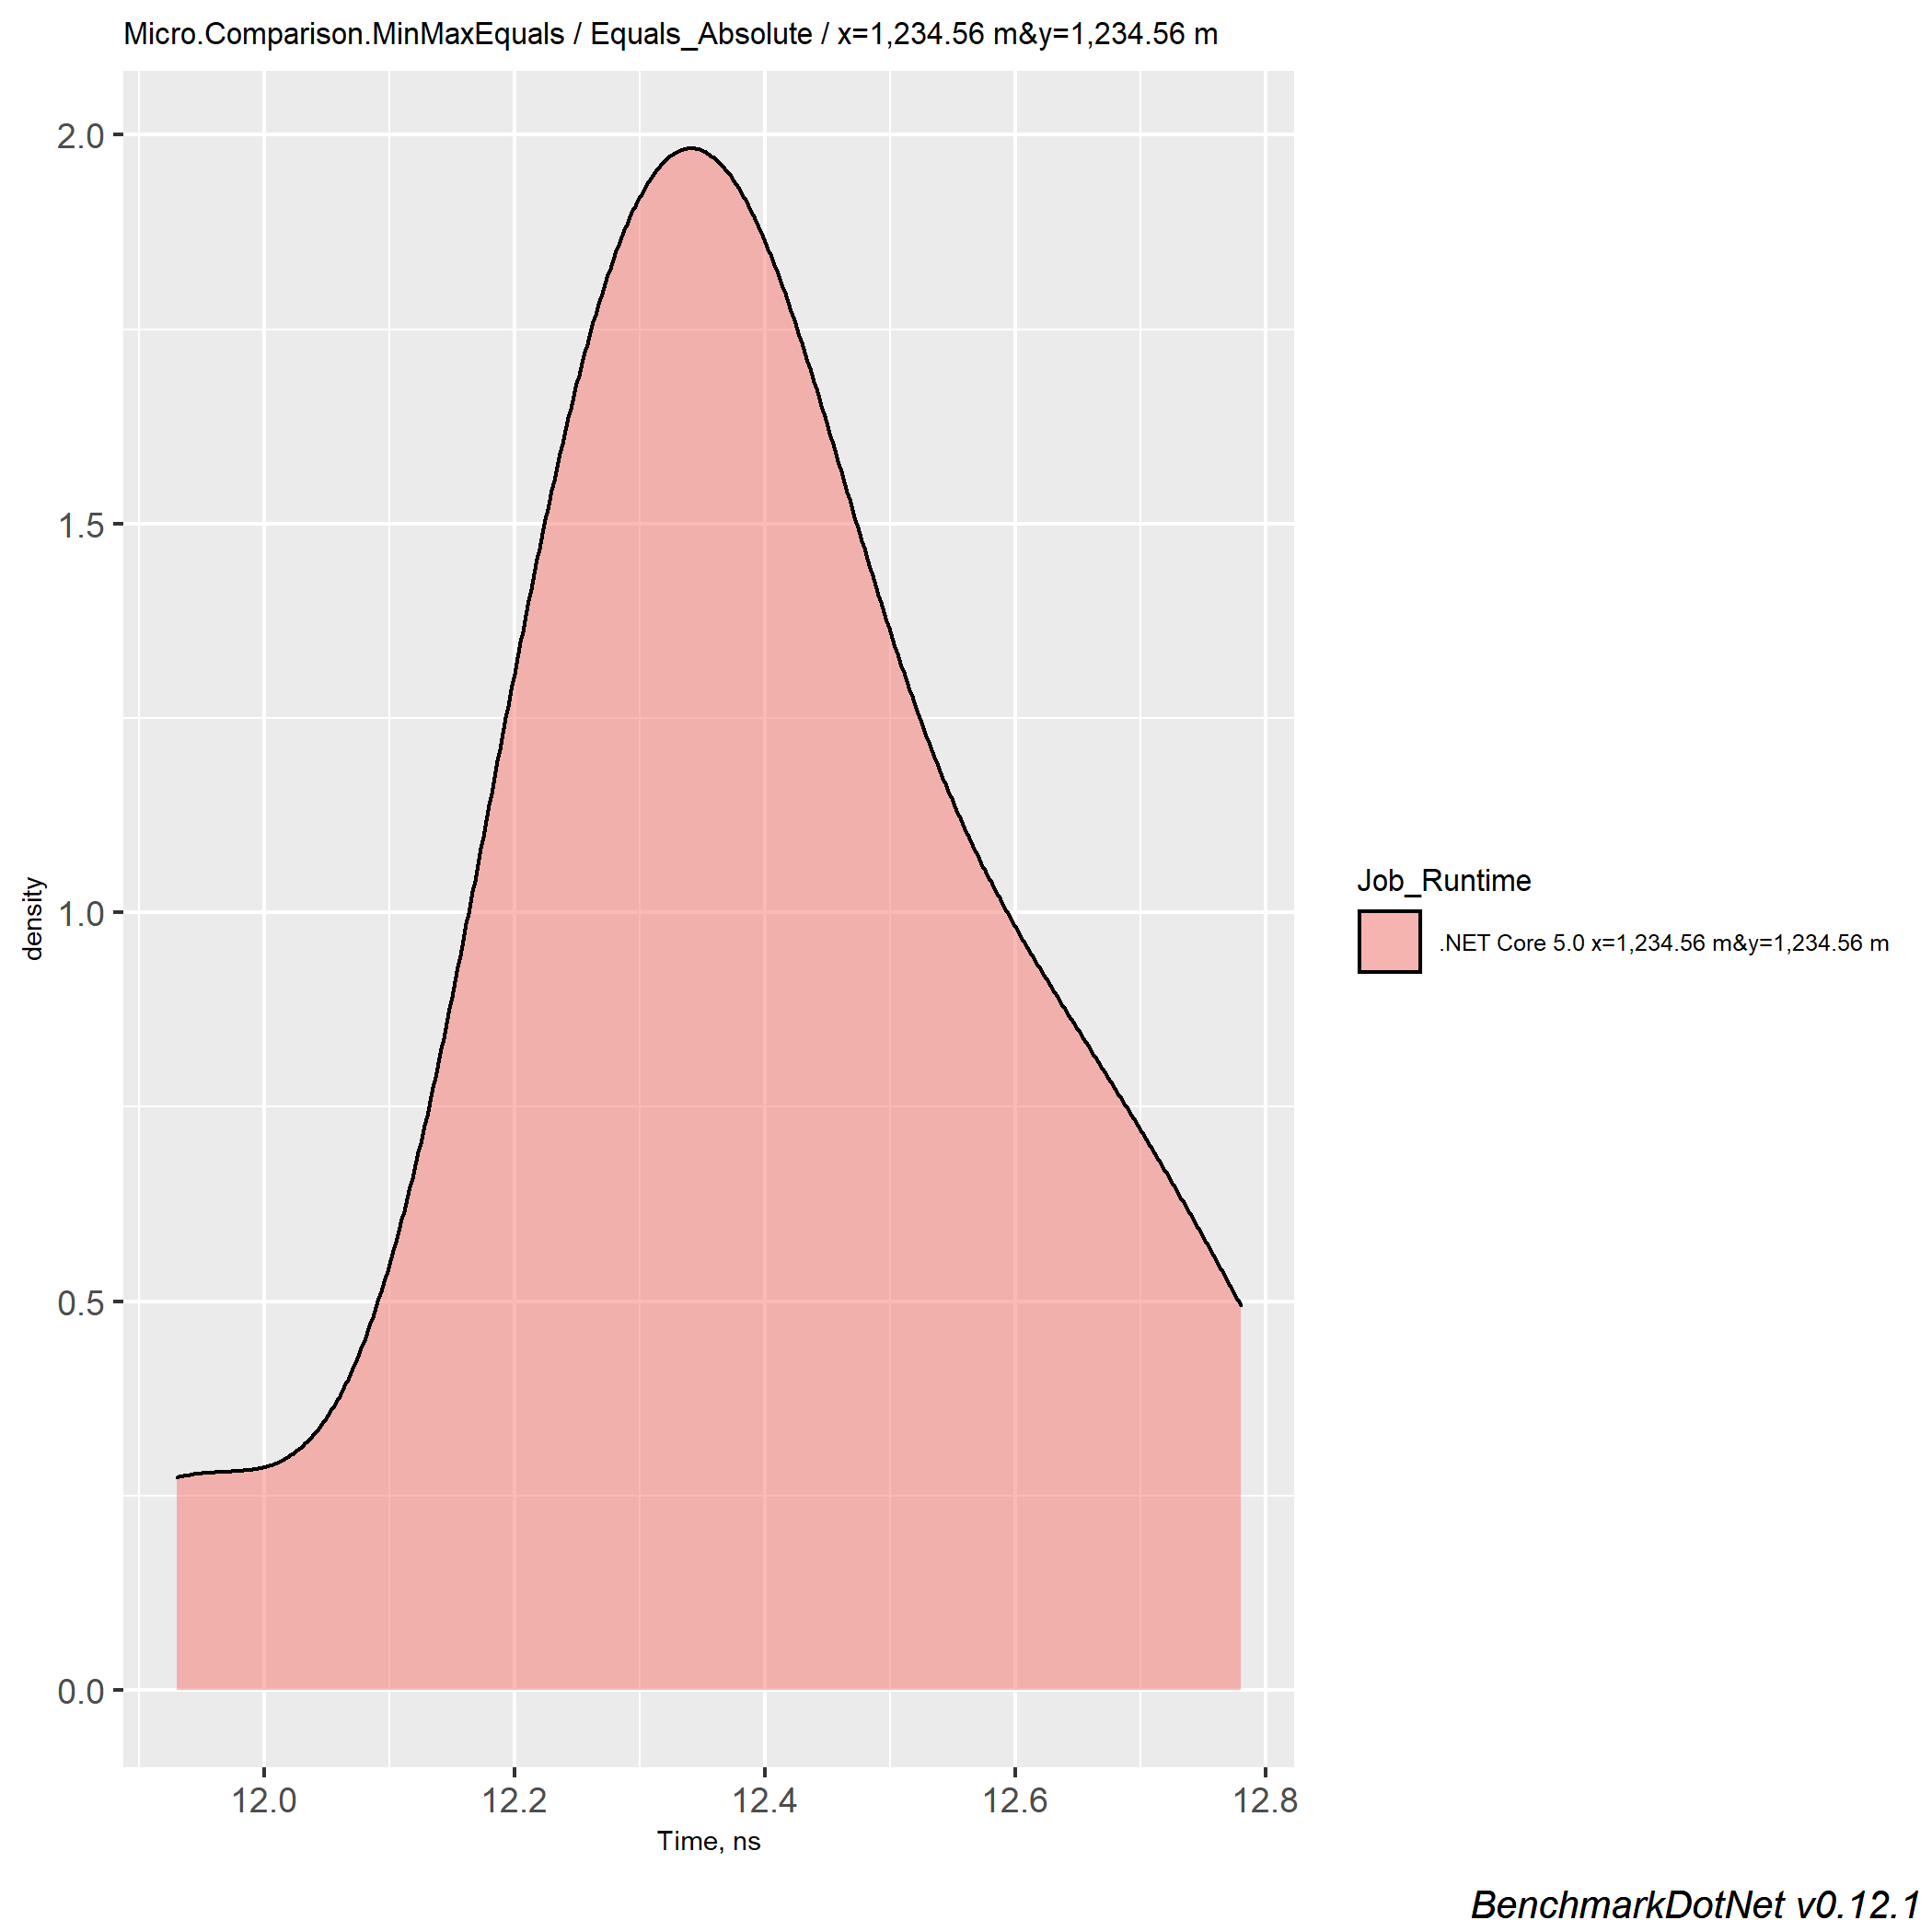 Micro.Comparison.MinMaxEquals / Equals_Absolute / x=1,234.56 m&y=1,234.56 m
2.0
1.5
1.0
0.5
0.0
density
12.0 12.2 12.4 12.6 12.8
Time, ns
Job_Runtime
.NET Core 5.0 x=1,234.56 m&y=1,234.56 m
BenchmarkDotNet v0.12.1